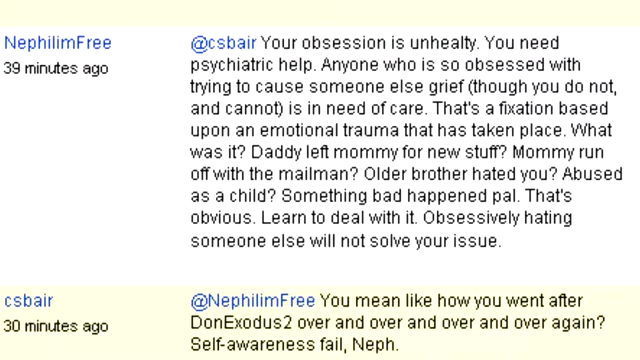 NephilimFree
39 minutes ago
@csbair Your obsession is unhealty. You need
psychiatric help. Anyone who is so obsessed with
trying to cause someone else grief (though you do not,
and cannot) is in need of care. That's a fixation based
upon an emotional trauma that has taken place. What
was it? Daddy left mommy for new stuff? Mommy run
off with the mailman? Older brother hated you? Abused
as a child? Something bad happened pal. That's
obvious. Learn to deal with it. Obsessively hating
someone else will not solve your issue.
csbair
30 minutes ago
@NephilimFree You mean like how you went after
DonExodus2 over and over and over and over again?
Self-awareness fail, Neph.